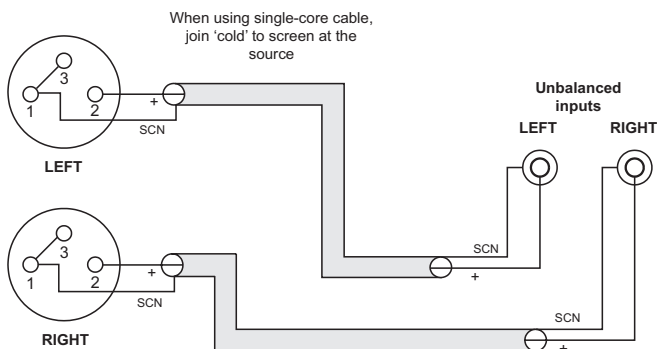 When using single-core cable,
join ‘cold’ to screen at the
source
3
1
2
+
SCN
LEFT
Unbalanced
inputs
LEFT RIGHT
SCN
+
3
1
2
+
SCN
RIGHT
SCN
+